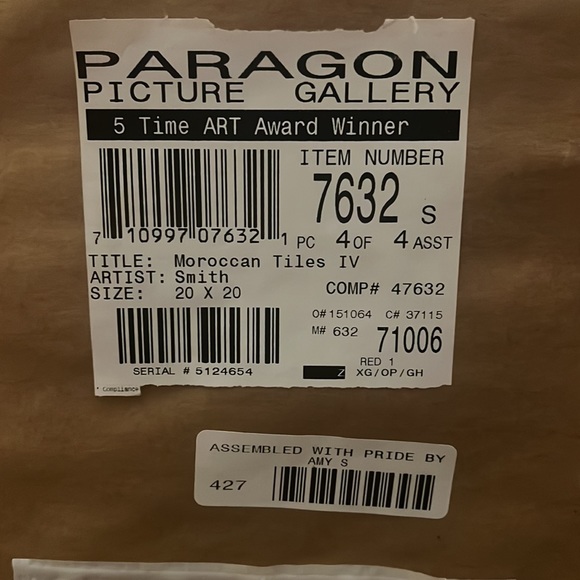 PARAGON
PICTURE GALLERY
5 Time ART Award Winner
ITEM NUMBER
7632 S
7 10997 07632 1
PC 4 OF 4 ASST
TITLE: Moroccan Tiles IV
ARTIST: Smith
SIZE: 20 X 20
COMP# 47632
O# 151064 C# 37115
M# 632 71006
RED 1
SERIAL # 5124654
Z XG/OP/GH
* Compliance
ASSEMBLED WITH PRIDE BY
AMY S
427